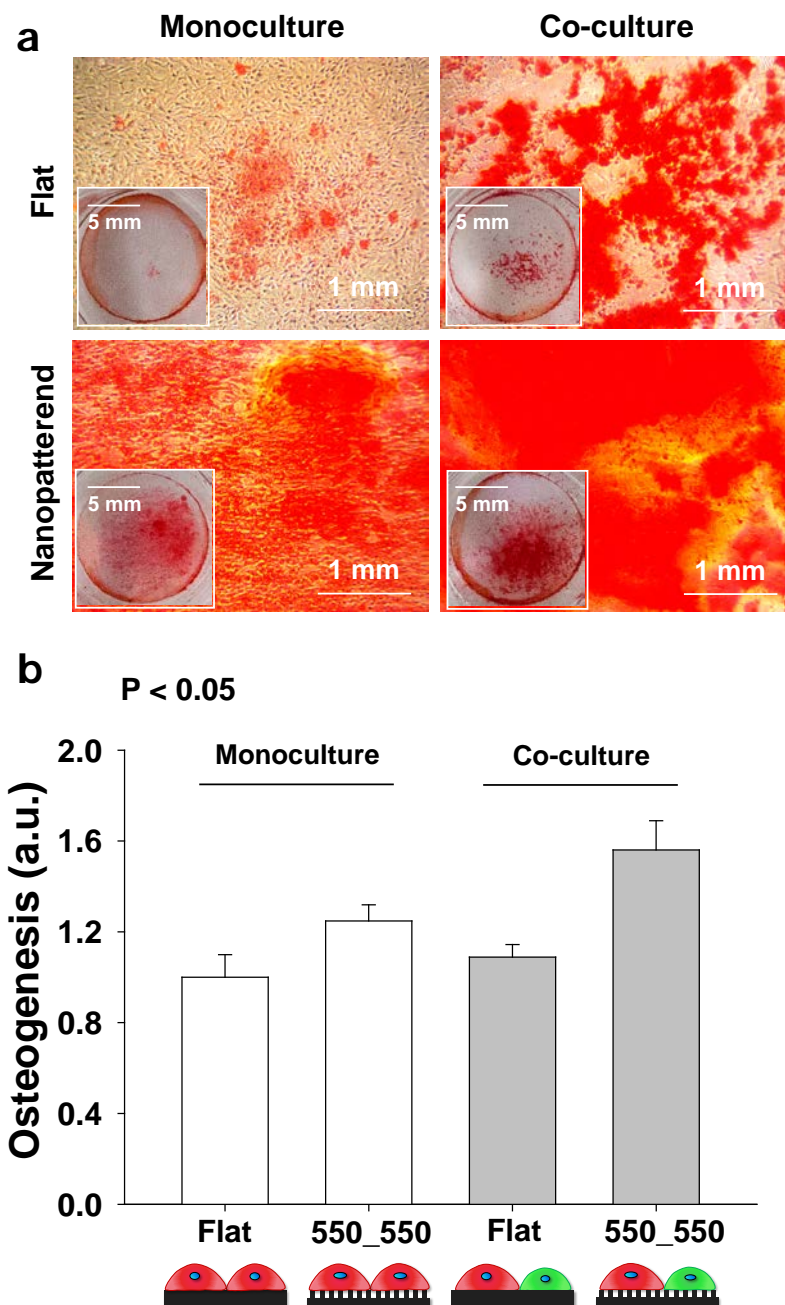 a
Monoculture Co-culture
Flat
5 mm
1 mm
5 mm
1 mm
Nanopatterend
5 mm
1 mm
5 mm
1 mm
b
P < 0.05
Osteogenesis (a.u.)
2.0
1.6
1.2
0.8
0.4
0.0
Monoculture Co-culture
Flat 550_550 Flat 550_550